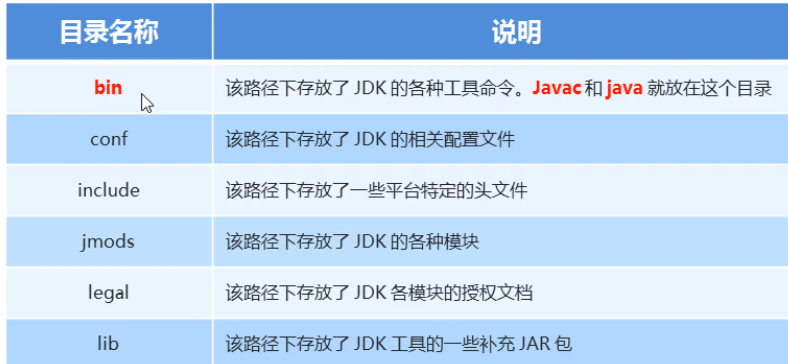 目录名称 说明
bin 该路径下存放了 JDK 的各种工具命令。Javac 和 java 就放在这个目录
conf 该路径下存放了 JDK 的相关配置文件
include 该路径下存放了一些平台特定的头文件
jmods 该路径下存放了 JDK 的各种模块
legal 该路径下存放了 JDK 各模块的授权文档
lib 该路径下存放了 JDK 工具的一些补充 JAR 包